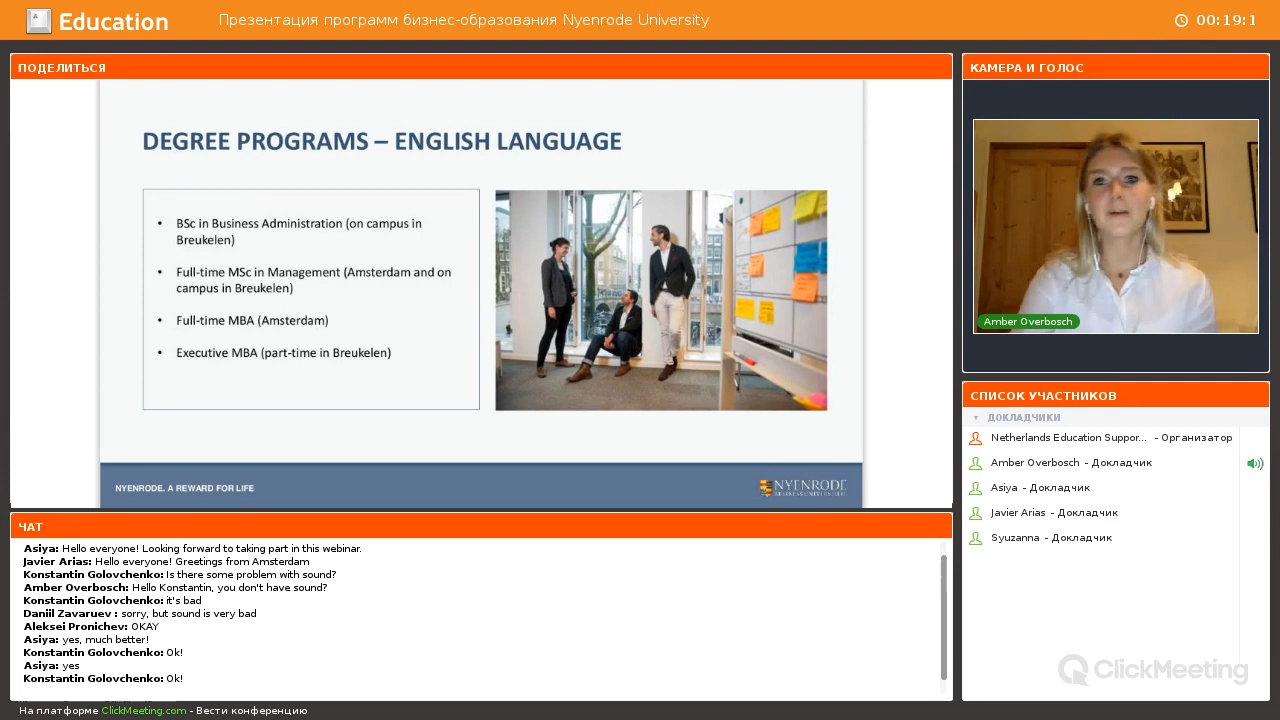 Education
Презентация программ бизнес-образования Nyenrode University
00:19:1
ПОДЕЛИТЬСЯ
DEGREE PROGRAMS – ENGLISH LANGUAGE
• BSc in Business Administration (on campus in
Breukelen)
• Full-time MSc in Management (Amsterdam and on
campus in Breukelen)
• Full-time MBA (Amsterdam)
• Executive MBA (part-time in Breukelen)
NYENRODE. A REWARD FOR LIFE
NYENRODE
ЧАТ
Asiya: Hello everyone! Looking forward to taking part in this webinar.
Javier Arias: Hello everyone! Greetings from Amsterdam
Konstantin Golovchenko: Is there some problem with sound?
Amber Overbosch: Hello Konstantin, you don't have sound?
Konstantin Golovchenko: it's bad
Daniil Zavaruev : sorry, but sound is very bad
Aleksei Pronichev: OKAY
Asiya: yes, much better!
Konstantin Golovchenko: Ok!
Asiya: yes
Konstantin Golovchenko: Ok!
КАМЕРА И ГОЛОС
Amber Overbosch
СПИСОК УЧАСТНИКОВ
ДОКЛАДЧИКИ
Netherlands Education Suppor... - Организатор
Amber Overbosch - Докладчик
Asiya - Докладчик
Javier Arias - Докладчик
Syuzanna - Докладчик
ClickMeeting
На платформе ClickMeeting.com - Вести конференцию